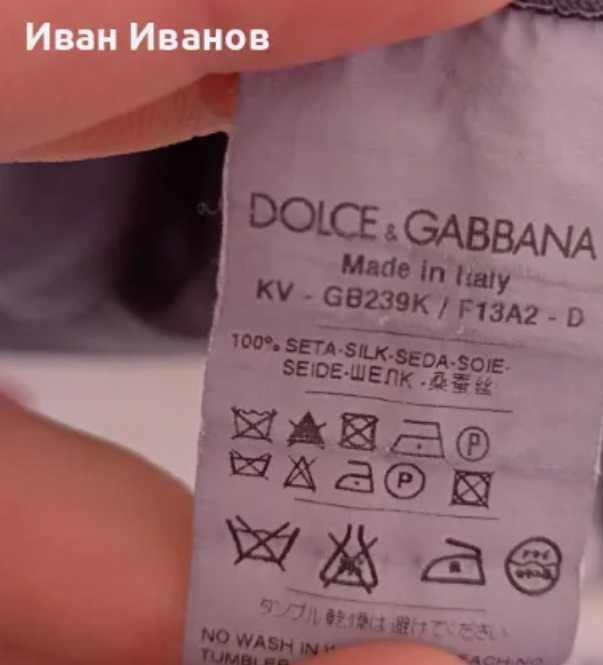 Иван Иванов
DOLCE & GABBANA
Made in Italy
KV - GB239K / F13A2 - D
100% SETA-SILK-SEDA-SOIE-
SEIDE-ШЕЛК - 桑蚕丝
P
P
タンブル乾燥は避けてください
NO WASH IN
EACH NO
TUMBLE